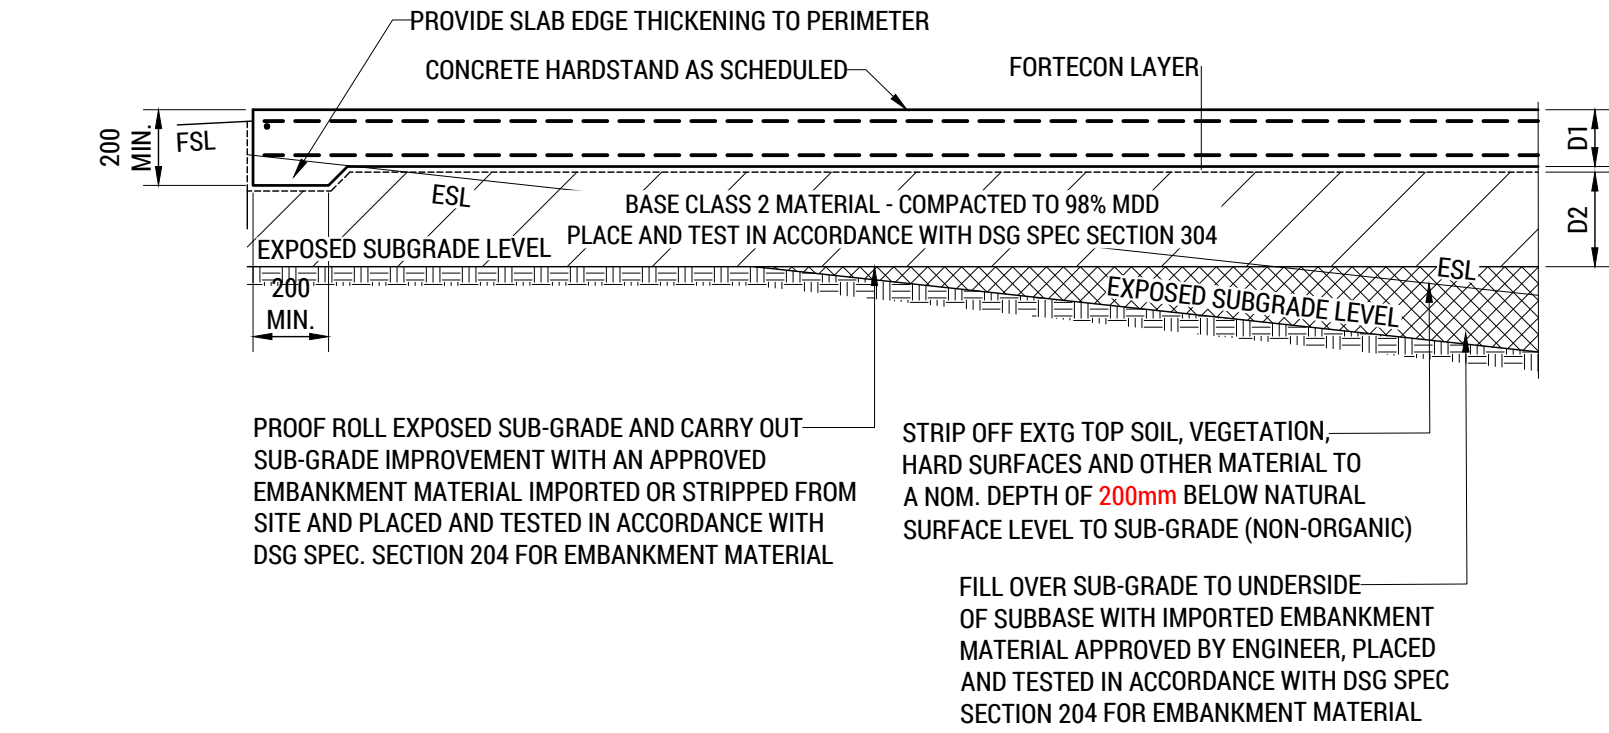 PROVIDE SLAB EDGE THICKENING TO PERIMETER
CONCRETE HARDSTAND AS SCHEDULED
FORTECON LAYER
200
MIN.
FSL
D1
ESL
BASE CLASS 2 MATERIAL - COMPACTED TO 98% MDD
PLACE AND TEST IN ACCORDANCE WITH DSG SPEC SECTION 304
D2
EXPOSED SUBGRADE LEVEL
ESL
EXPOSED SUBGRADE LEVEL
200
MIN.
PROOF ROLL EXPOSED SUB-GRADE AND CARRY OUT
SUB-GRADE IMPROVEMENT WITH AN APPROVED
EMBANKMENT MATERIAL IMPORTED OR STRIPPED FROM
SITE AND PLACED AND TESTED IN ACCORDANCE WITH
DSG SPEC. SECTION 204 FOR EMBANKMENT MATERIAL
STRIP OFF EXTG TOP SOIL, VEGETATION,
HARD SURFACES AND OTHER MATERIAL TO
A NOM. DEPTH OF 200mm BELOW NATURAL
SURFACE LEVEL TO SUB-GRADE (NON-ORGANIC)
FILL OVER SUB-GRADE TO UNDERSIDE
OF SUBBASE WITH IMPORTED EMBANKMENT
MATERIAL APPROVED BY ENGINEER, PLACED
AND TESTED IN ACCORDANCE WITH DSG SPEC
SECTION 204 FOR EMBANKMENT MATERIAL